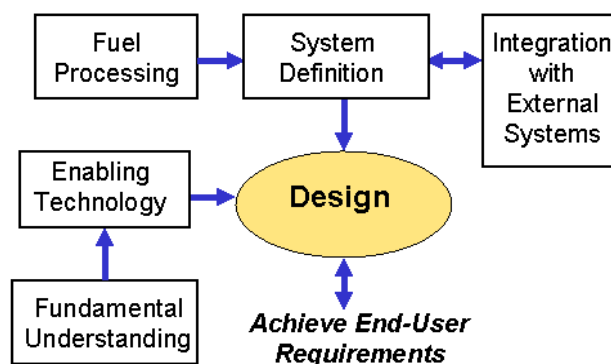 Fuel
Processing
System
Definition
Integration
with
External
Systems
Enabling
Technology
Design
Fundamental
Understanding
Achieve End-User
Requirements